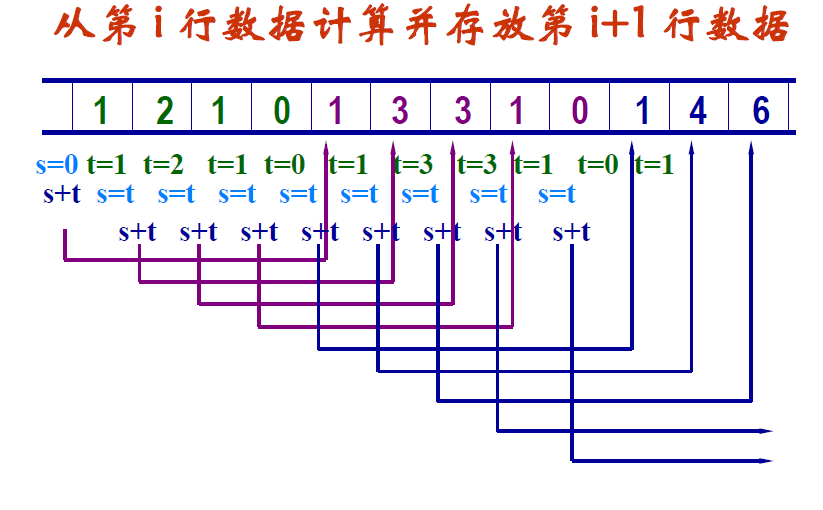 从第 i 行数据计算并存放第 i+1 行数据
1 2 1 0 1 3 3 1 0 1 4 6
s=0 t=1 t=2 t=1 t=0 t=1 t=3 t=3 t=1 t=0 t=1
s+t s=t s=t s=t s=t s=t s=t s=t s=t
s+t s+t s+t s+t s+t s+t s+t s+t